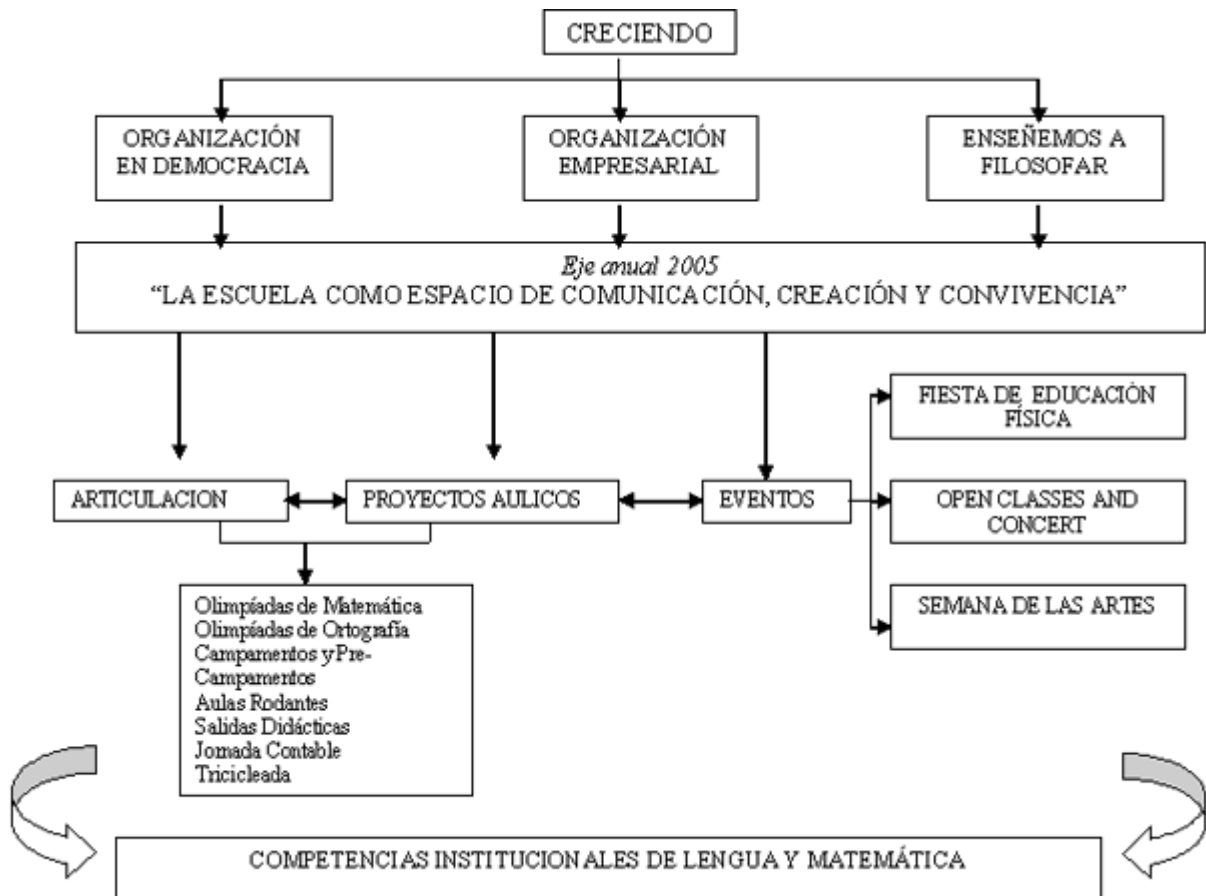 CRECIENDO
ORGANIZACIÓN
EN DEMOCRACIA
ORGANIZACIÓN
EMPRESARIAL
ENSEÑEMOS A
FILOSOFAR
Eje anual 2005
“LA ESCUELA COMO ESPACIO DE COMUNICACIÓN, CREACIÓN Y CONVIVENCIA”
FIESTA DE EDUCACIÓN
FÍSICA
ARTICULACION
PROYECTOS AULICOS
EVENTOS
OPEN CLASSES AND
CONCERT
SEMANA DE LAS ARTES
Olimpíadas de Matemática
Olimpíadas de Ortografía
Campamentos y Pre-
Campamentos
Aulas Rodantes
Salidas Didácticas
Jornada Contable
Tricicleada
COMPETENCIAS INSTITUCIONALES DE LENGUA Y MATEMÁTICA